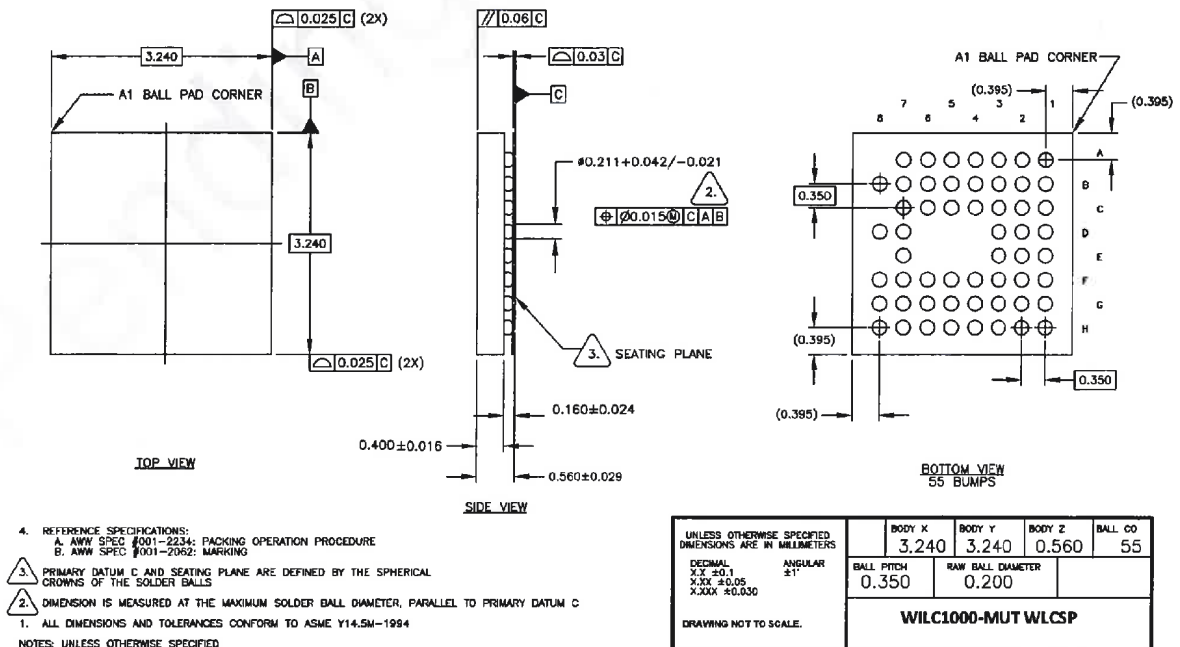 ⌓ 0.025 C (2X)
3.240
A
B
A1 BALL PAD CORNER
3.240
⌓ 0.025 C (2X)
TOP VIEW
// 0.06 C
⌓ 0.03 C
C
ø0.211+0.042/-0.021
2.
⌖ Ø0.015Ⓜ C A B
3. SEATING PLANE
0.160±0.024
0.400±0.016
0.560±0.029
SIDE VIEW
A1 BALL PAD CORNER
(0.395)
(0.395)
7 5 3 1
8 6 4 2
A
B
C
D
E
F
G
H
0.350
(0.395)
0.350
(0.395)
BOTTOM VIEW
55 BUMPS
4. REFERENCE SPECIFICATIONS:
A. AWW SPEC #001-2234: PACKING OPERATION PROCEDURE
B. AWW SPEC #001-2062: MARKING
3. PRIMARY DATUM C AND SEATING PLANE ARE DEFINED BY THE SPHERICAL
CROWNS OF THE SOLDER BALLS
2. DIMENSION IS MEASURED AT THE MAXIMUM SOLDER BALL DIAMETER, PARALLEL TO PRIMARY DATUM C
1. ALL DIMENSIONS AND TOLERANCES CONFORM TO ASME Y14.5M-1994
NOTES: UNLESS OTHERWISE SPECIFIED
UNLESS OTHERWISE SPECIFIED
DIMENSIONS ARE IN MILLIMETERS
DECIMAL ANGULAR
X.X ±0.1 ±1°
X.XX ±0.05
X.XXX ±0.030
DRAWING NOT TO SCALE.
BODY X BODY Y BODY Z BALL CO
3.240 3.240 0.560 55
BALL PITCH RAW BALL DIAMETER
0.350 0.200
WILC1000-MUT WLCSP